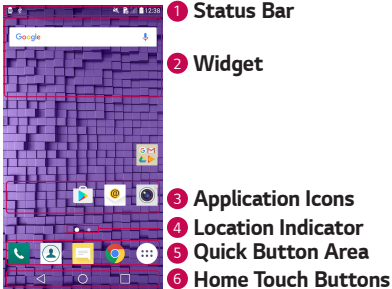 12:38
1 Status Bar
Google
2 Widget
G M
3 Application Icons
@
4 Location Indicator
5 Quick Button Area
6 Home Touch Buttons